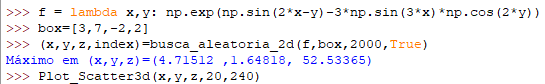 >>> f = lambda x,y: np.exp(np.sin(2*x-y)-3*np.sin(3*x)*np.cos(2*y))
>>> box=[3,7,-2,2]
>>> (x,y,z,index)=busca_aleatoria_2d(f,box,2000,True)
Máximo em (x,y,z)=(4.71512 ,1.64818, 52.53365)
>>> Plot_Scatter3d(x,y,z,20,240)